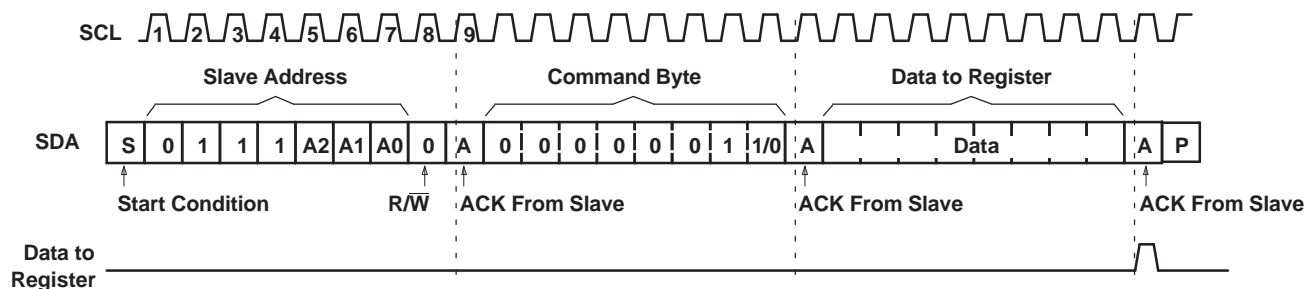 SCL 1 2 3 4 5 6 7 8 9
Slave Address Command Byte Data to Register
SDA S 0 1 1 1 A2 A1 A0 0 A 0 0 0 0 0 0 1 1/0 A Data A P
Start Condition R/W̅ ACK From Slave ACK From Slave ACK From Slave
Data to
Register